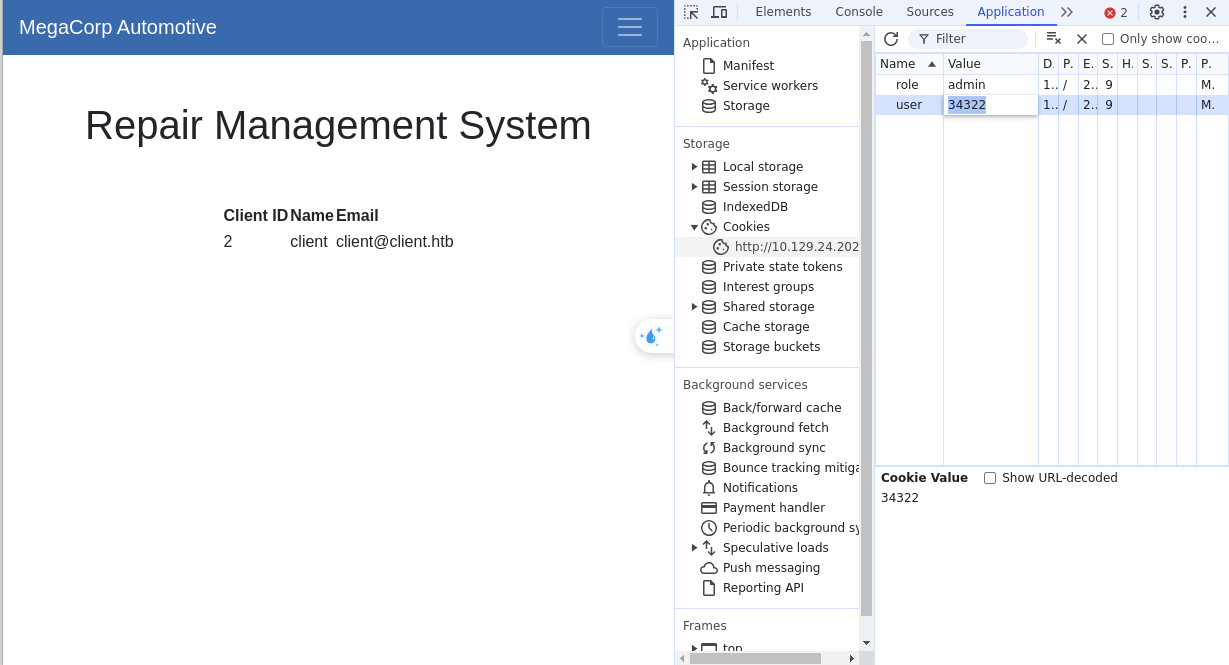 MegaCorp Automotive
Repair Management System
Client ID Name Email
2 client client@client.htb
Elements Console Sources Application 2
Application
Manifest
Service workers
Storage
Storage
Local storage
Session storage
IndexedDB
Cookies
http://10.129.24.202
Private state tokens
Interest groups
Shared storage
Cache storage
Storage buckets
Background services
Back/forward cache
Background fetch
Background sync
Bounce tracking mitiga
Notifications
Payment handler
Periodic background sy
Speculative loads
Push messaging
Reporting API
Frames
top
Filter Only show coo...
Name Value D. P. E. S. H. S. S. P. P.
role admin 1.. / 2.. 9 M.
user 34322 1.. / 2.. 9 M.
Cookie Value Show URL-decoded
34322